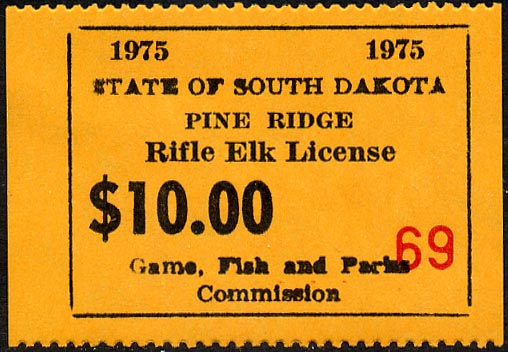 1975 1975
STATE OF SOUTH DAKOTA
PINE RIDGE
Rifle Elk License
$10.00
69
Game, Fish and Parks
Commission